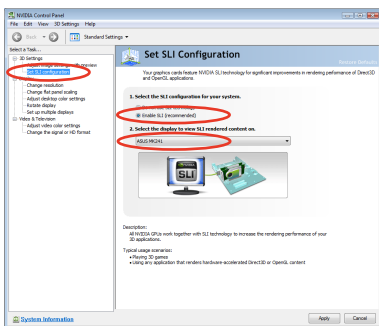 NVIDIA Control Panel
File Edit View 3D Settings Help
Back
Standard Settings
Select a Task...
3D Settings
Set SLI configuration
Change resolution
Change flat panel scaling
Adjust desktop color settings
Rotate display
Set up multiple displays
Video & Television
Adjust video color settings
Change the signal or HD format
System Information
Set SLI Configuration
Restore Defaults
Your graphics cards feature NVIDIA SLI technology for significant improvements in rendering performance of Direct3D
and OpenGL applications.
1. Select the SLI configuration for your system.
Enable SLI (recommended)
2. Select the display to view SLI rendered content on.
ASUS MK241
SLI
Description:
All NVIDIA GPUs work together with SLI technology to increase the rendering performance of your
3D applications.
Typical usage scenarios:
• Playing 3D games
• Using any application that renders hardware-accelerated Direct3D or OpenGL content
Apply
Cancel